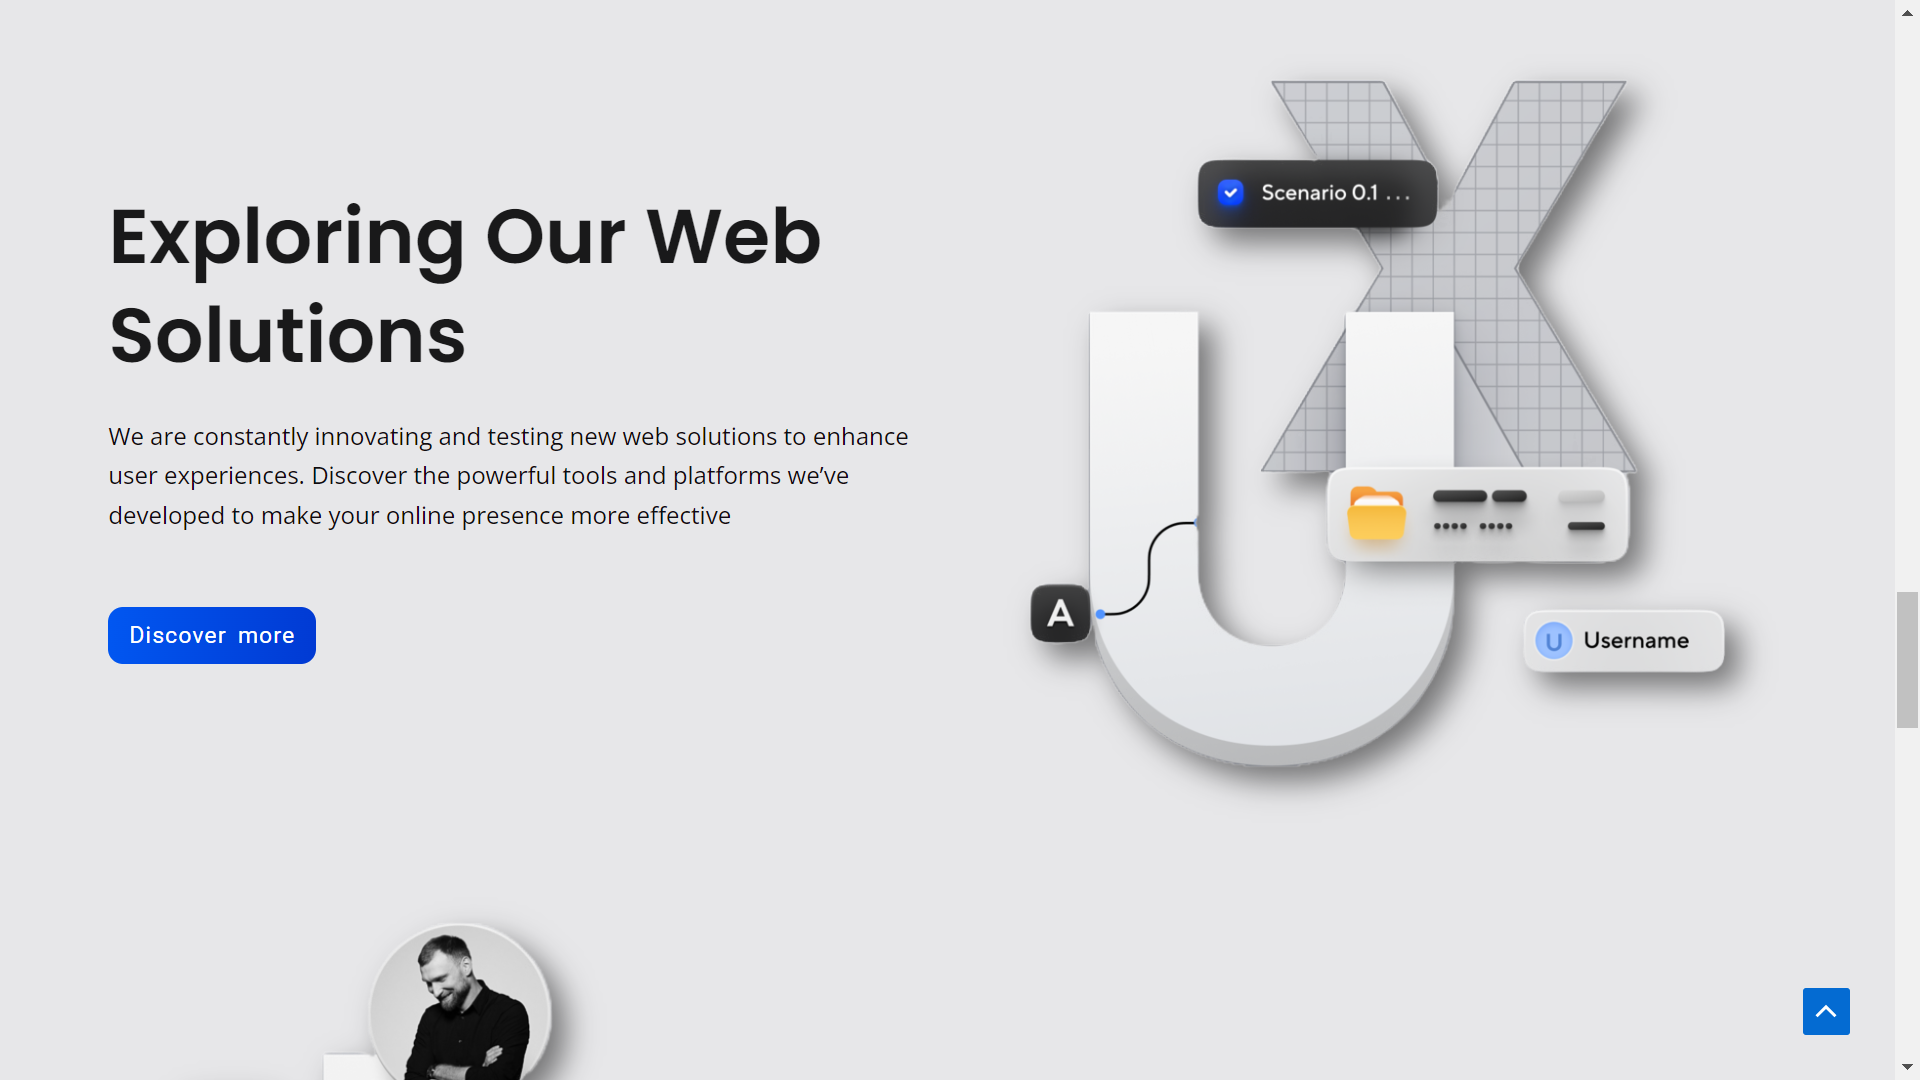 Exploring Our Web
Solutions
We are constantly innovating and testing new web solutions to enhance
user experiences. Discover the powerful tools and platforms we’ve
developed to make your online presence more effective
Discover more
X
Scenario 0.1 ...
U
A
U Username